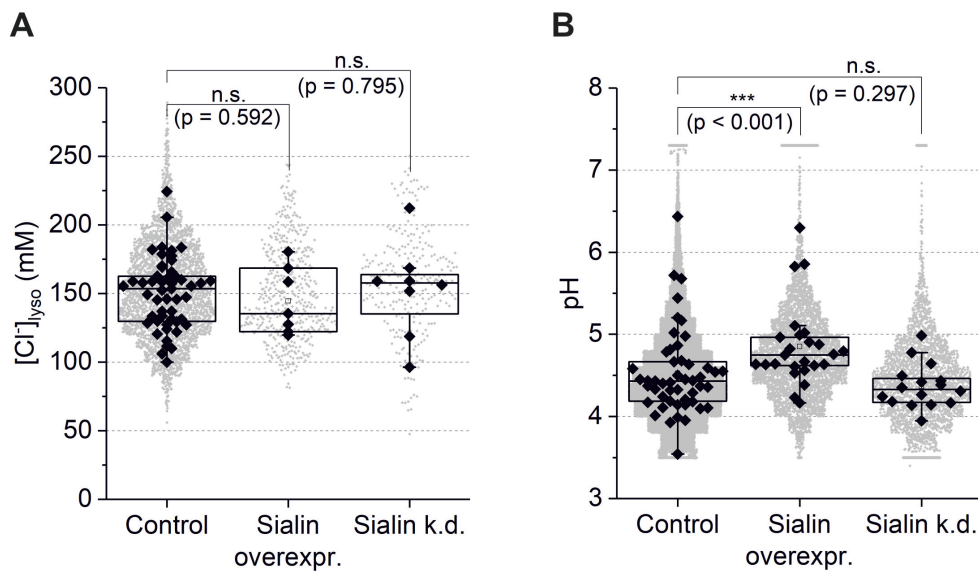 A
n.s.
(p = 0.795)
n.s.
(p = 0.592)
[Cl⁻]lyso (mM)
300
250
200
150
100
50
0
Control
Sialin
overexpr.
Sialin k.d.
B
n.s.
(p = 0.297)
***
(p < 0.001)
pH
8
7
6
5
4
3
Control
Sialin
overexpr.
Sialin k.d.